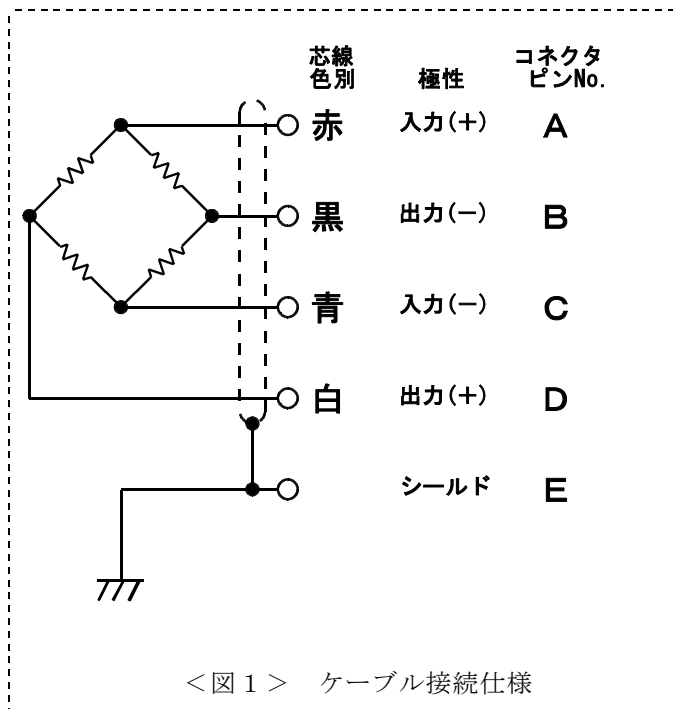 芯線 色別 極性 コネクタ ピンNo.
赤 入力(+) A
黒 出力(-) B
青 入力(-) C
白 出力(+) D
シールド E
<図1> ケーブル接続仕様